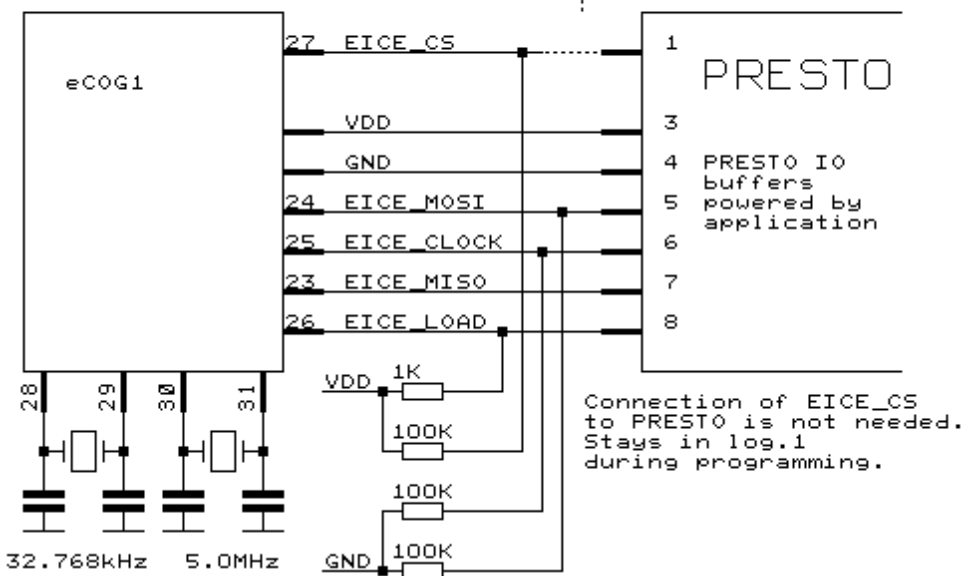 27 EICE_CS 1
eCOG1
PRESTO
VDD 3
GND 4
PRESTO IO
buffers
powered by
application
24 EICE_MOSI 5
25 EICE_CLOCK 6
23 EICE_MISO 7
26 EICE_LOAD 8
28 29 30 31
VDD 1K
100K
100K
GND 100K
32.768kHz 5.0MHz
Connection of EICE_CS
to PRESTO is not needed.
Stays in log.1
during programming.